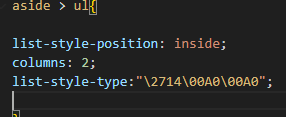 aside > ul{
list-style-position: inside;
columns: 2;
list-style-type:"\2714\00A0\00A0";
}